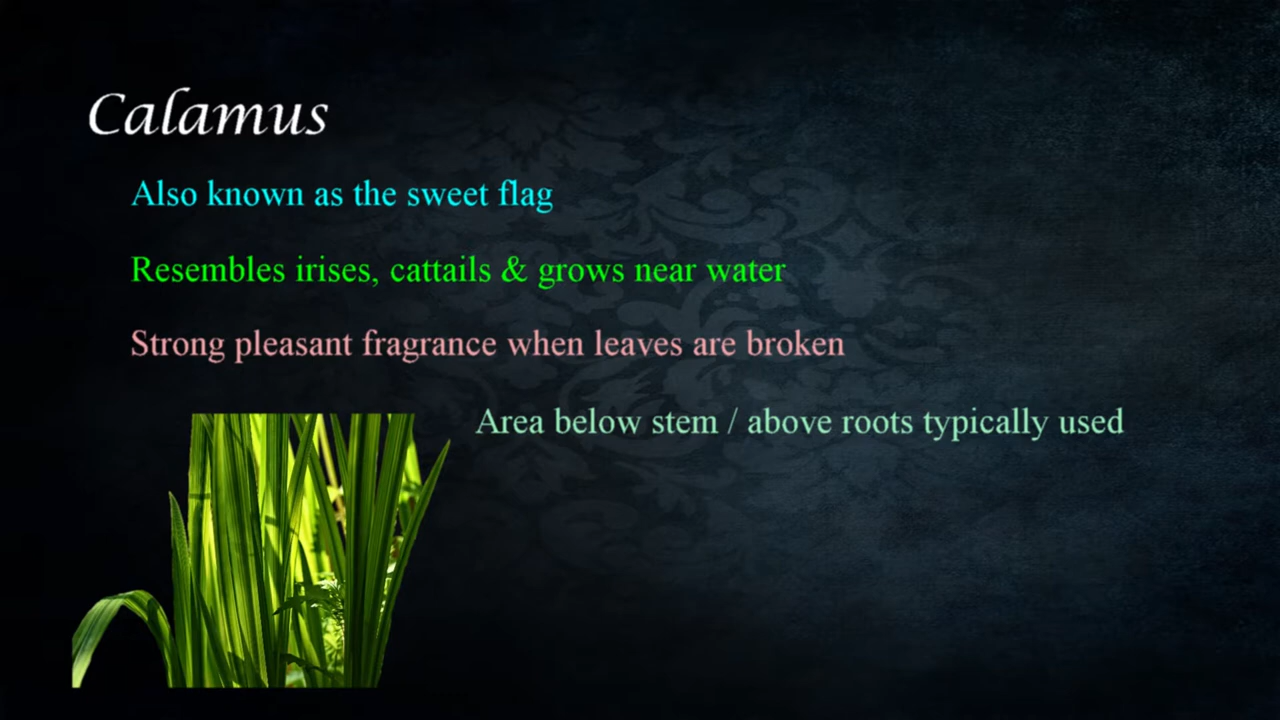 Calamus
Also known as the sweet flag
Resembles irises, cattails & grows near water
Strong pleasant fragrance when leaves are broken
Area below stem / above roots typically used